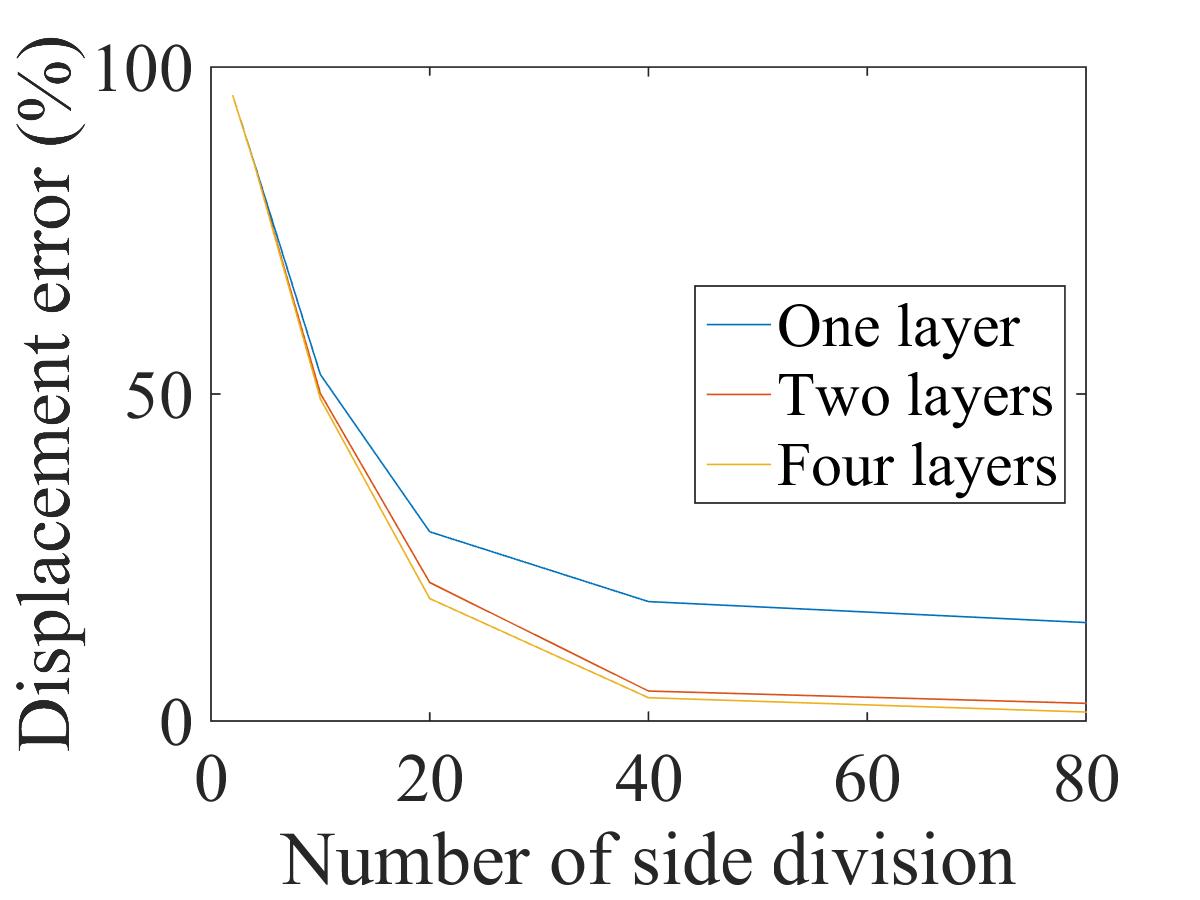 Displacement error (%)
100
50
0
0 20 40 60 80
Number of side division
One layer
Two layers
Four layers